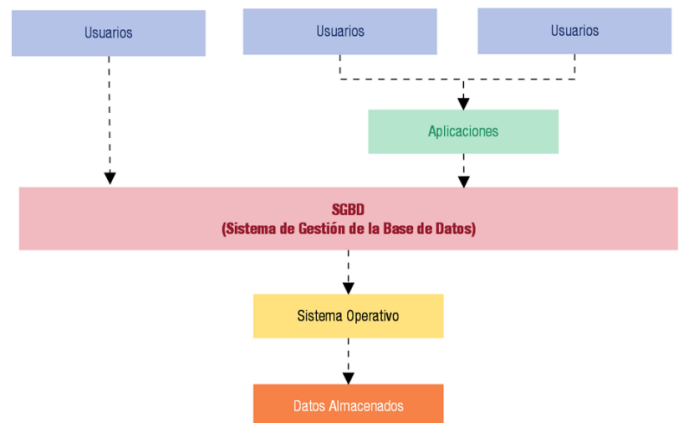 Usuarios
Usuarios
Usuarios
Aplicaciones
SGBD
(Sistema de Gestión de la Base de Datos)
Sistema Operativo
Datos Almacenados